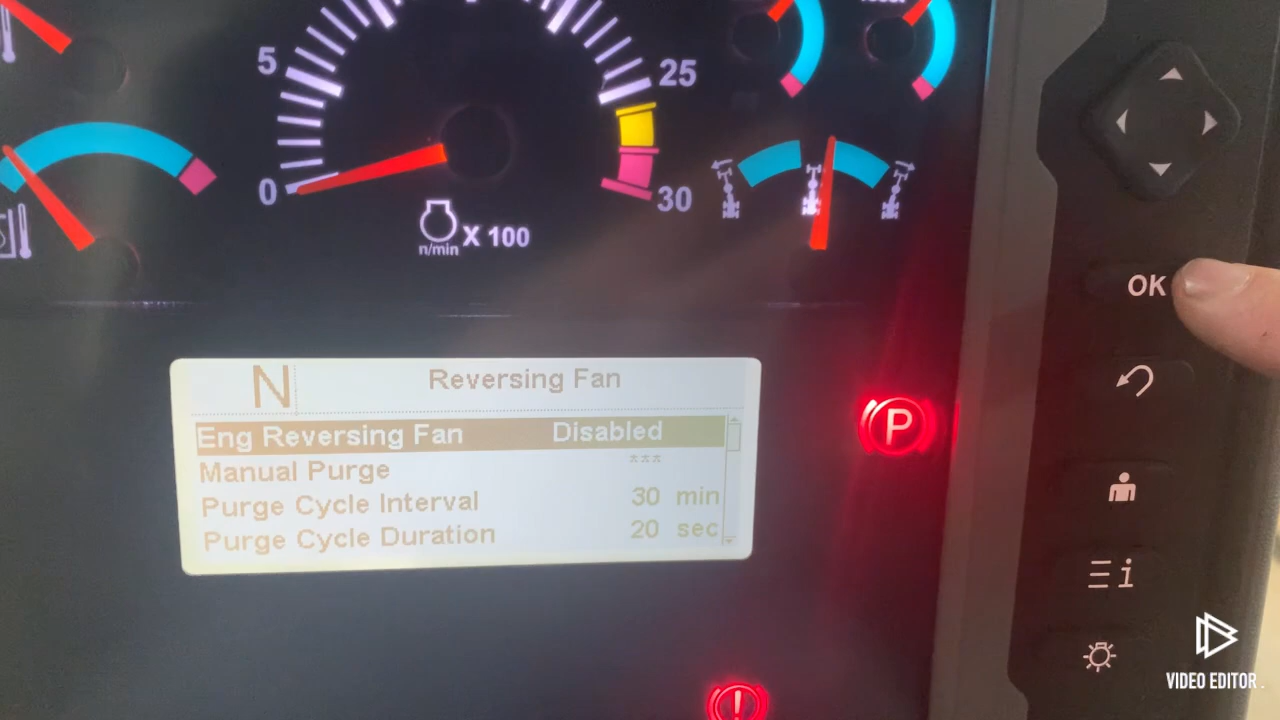 5
25
0
30
n/min
X 100
OK
N
Reversing Fan
Eng Reversing Fan Disabled
Manual Purge ***
Purge Cycle Interval 30 min
Purge Cycle Duration 20 sec
P
i
VIDEO EDITOR